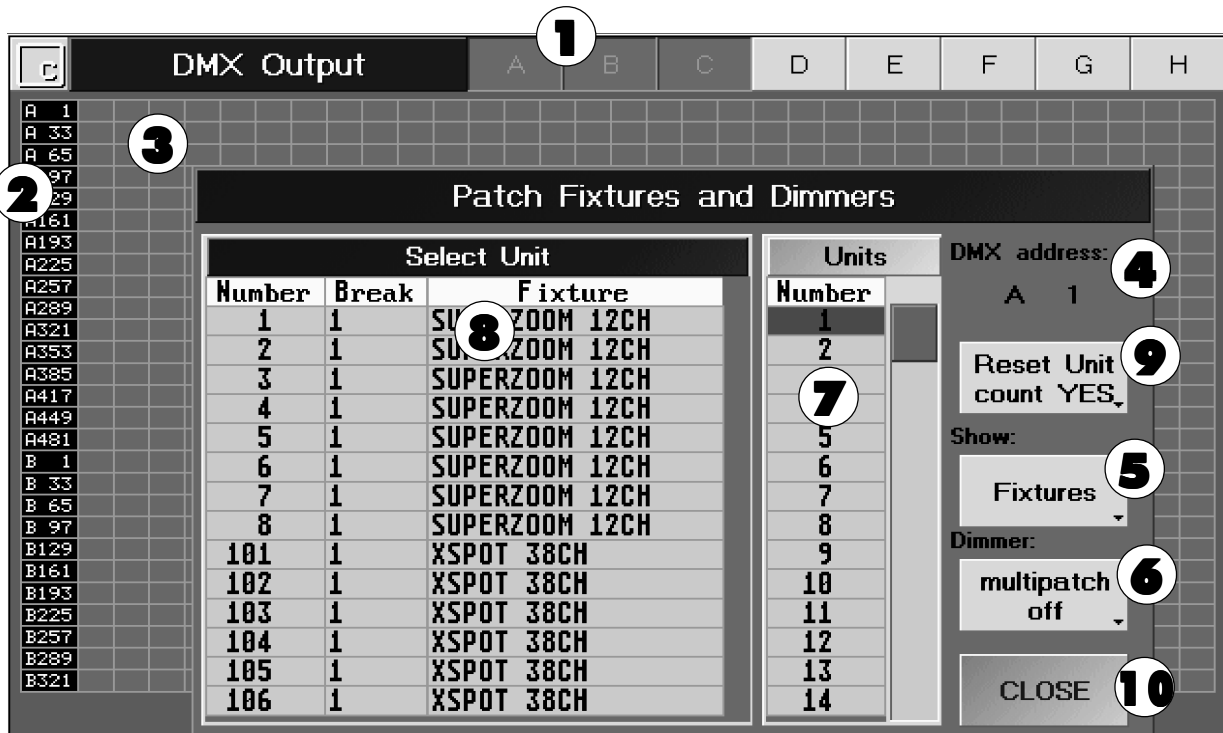 1
C DMX Output A B C D E F G H
A 1
A 33
3
A 65
97
2
29
A161
A193
A225
A257
A289
A321
A353
A385
A417
A449
A481
B 1
B 33
B 65
B 97
B129
B161
B193
B225
B257
B289
B321
Patch Fixtures and Dimmers
Select Unit
Number Break Fixture
8
1 1 SUPERZOOM 12CH
2 1 SUPERZOOM 12CH
3 1 SUPERZOOM 12CH
4 1 SUPERZOOM 12CH
5 1 SUPERZOOM 12CH
6 1 SUPERZOOM 12CH
7 1 SUPERZOOM 12CH
8 1 SUPERZOOM 12CH
101 1 XSPOT 38CH
102 1 XSPOT 38CH
103 1 XSPOT 38CH
104 1 XSPOT 38CH
105 1 XSPOT 38CH
106 1 XSPOT 38CH
Units
Number
1
2
7
5
6
7
8
9
10
11
12
13
14
DMX address:
4
A 1
Reset Unit
count YES
9
Show:
Fixtures
5
Dimmer:
multipatch
off
6
CLOSE
10